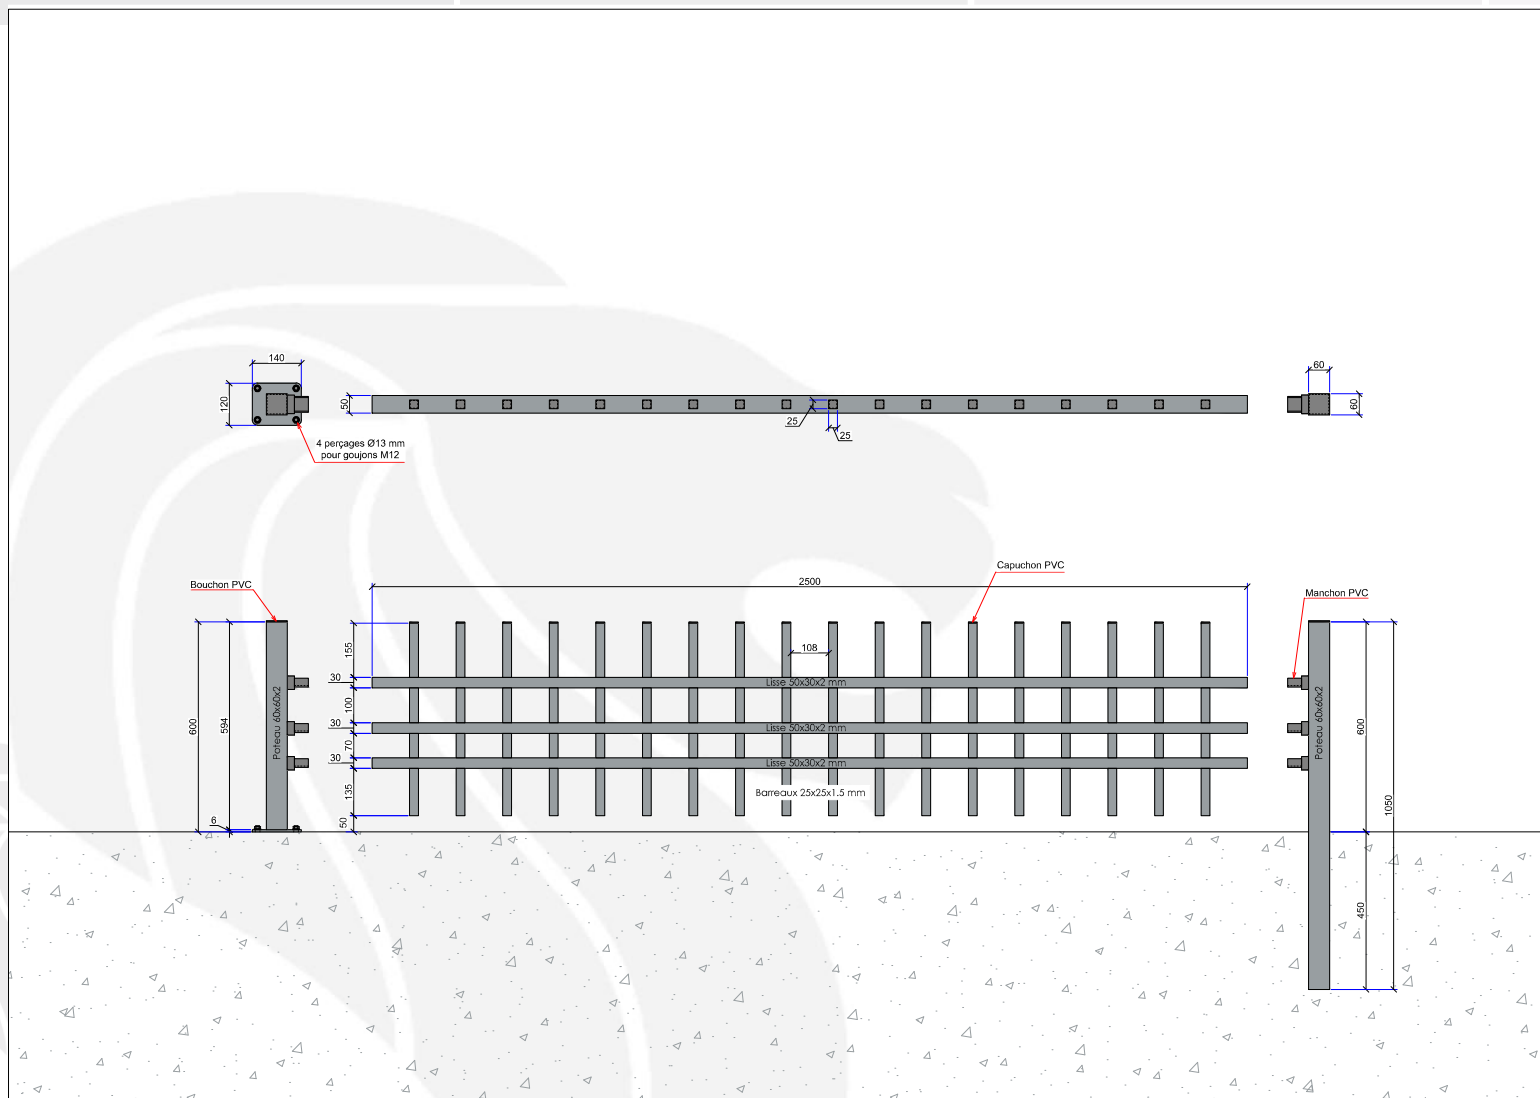 140
120
4 perçages Ø13 mm
pour goujons M12
50
25
25
60
60
Bouchon PVC
2500
Capuchon PVC
Manchon PVC
600
594
6
Poteau 60x60x2
155
30
100
30
70
30
135
50
108
Lisse 50x30x2 mm
Lisse 50x30x2 mm
Lisse 50x30x2 mm
Barreaux 25x25x1.5 mm
Poteau 60x60x2
600
1050
450